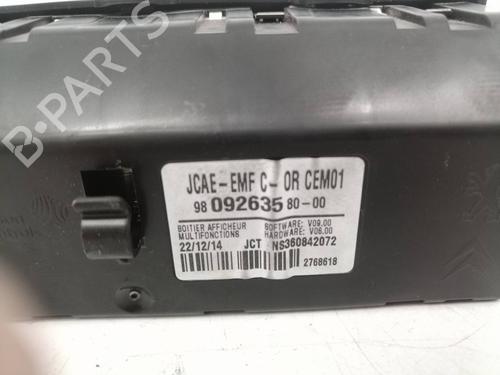 B-PARTS
JCAE-EMF C-OR CEM01
98 092635 80-00
BOITIER AFFICHEUR SOFTWARE: V09.00
MULTIFONCTIONS HARDWARE: V06.00
22/12/14 JCT NS360842072
2768618